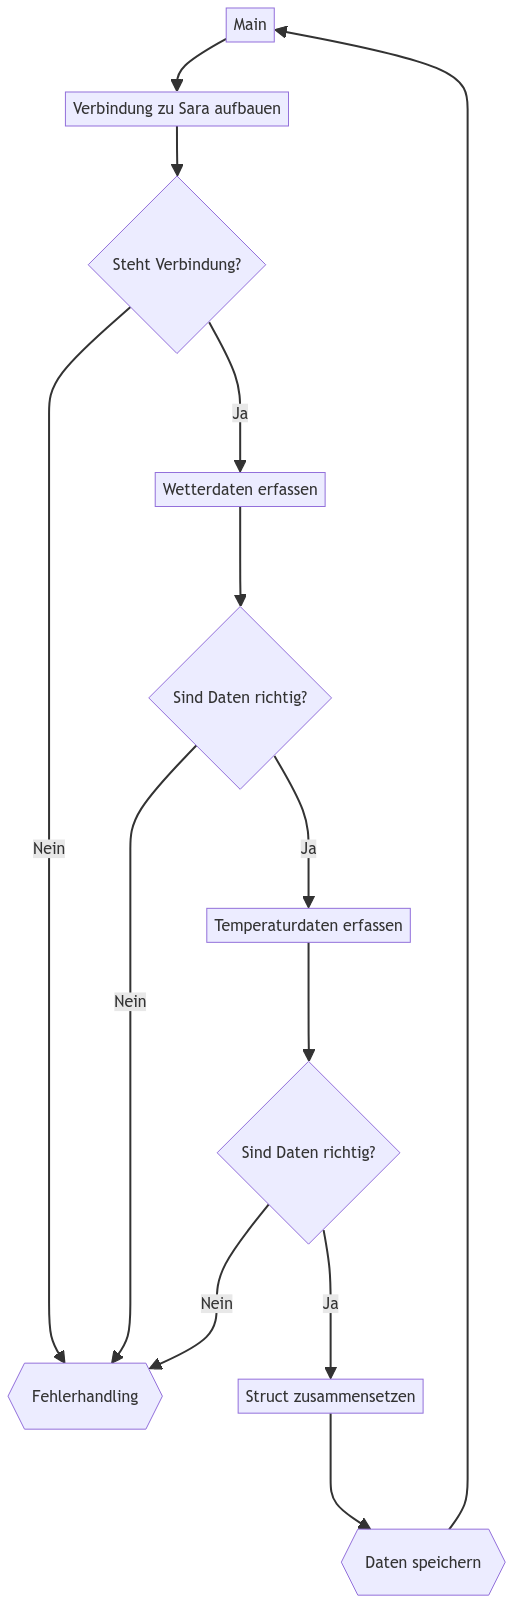 Main
Verbindung zu Sara aufbauen
Steht Verbindung?
Ja
Wetterdaten erfassen
Sind Daten richtig?
Nein
Ja
Temperaturdaten erfassen
Nein
Sind Daten richtig?
Nein
Ja
Fehlerhandling
Struct zusammensetzen
Daten speichern